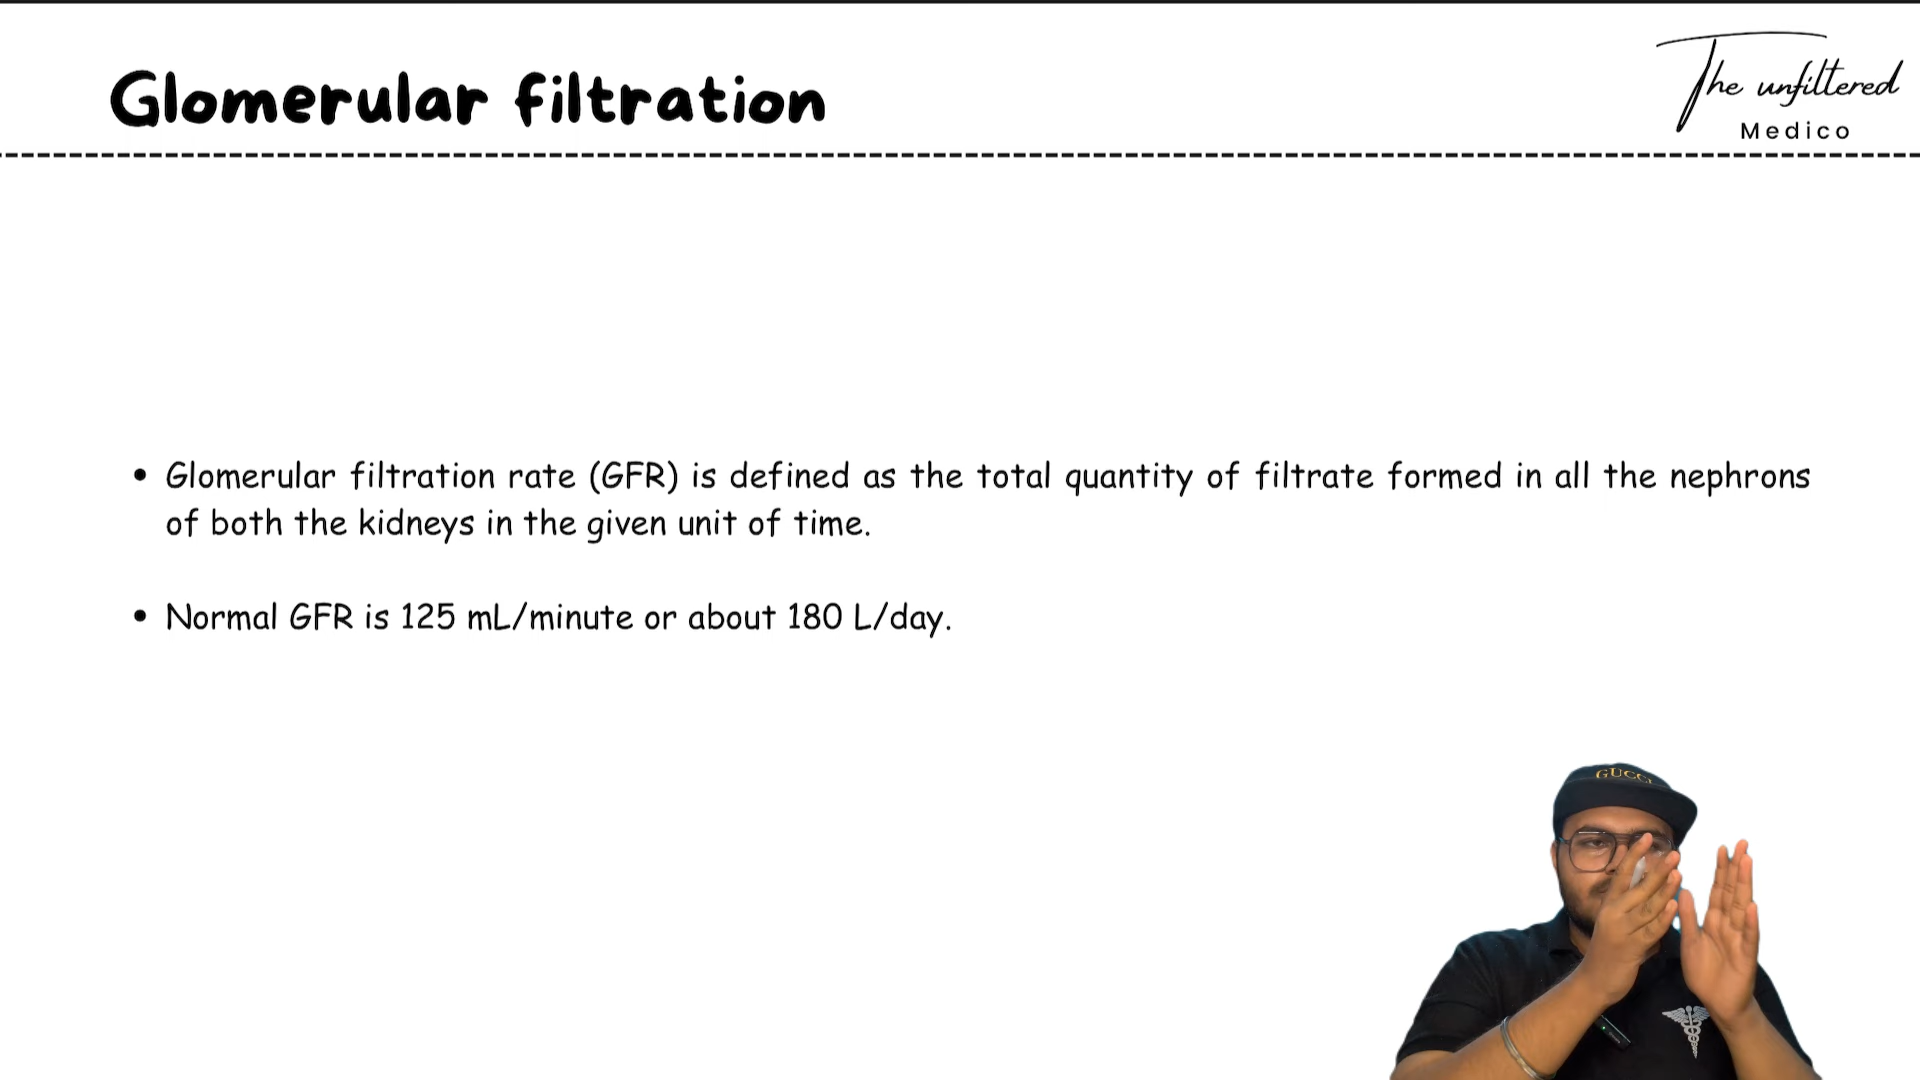 Glomerular filtration
The unfiltered
Medico
• Glomerular filtration rate (GFR) is defined as the total quantity of filtrate formed in all the nephrons
of both the kidneys in the given unit of time.
• Normal GFR is 125 mL/minute or about 180 L/day.
GUCCI